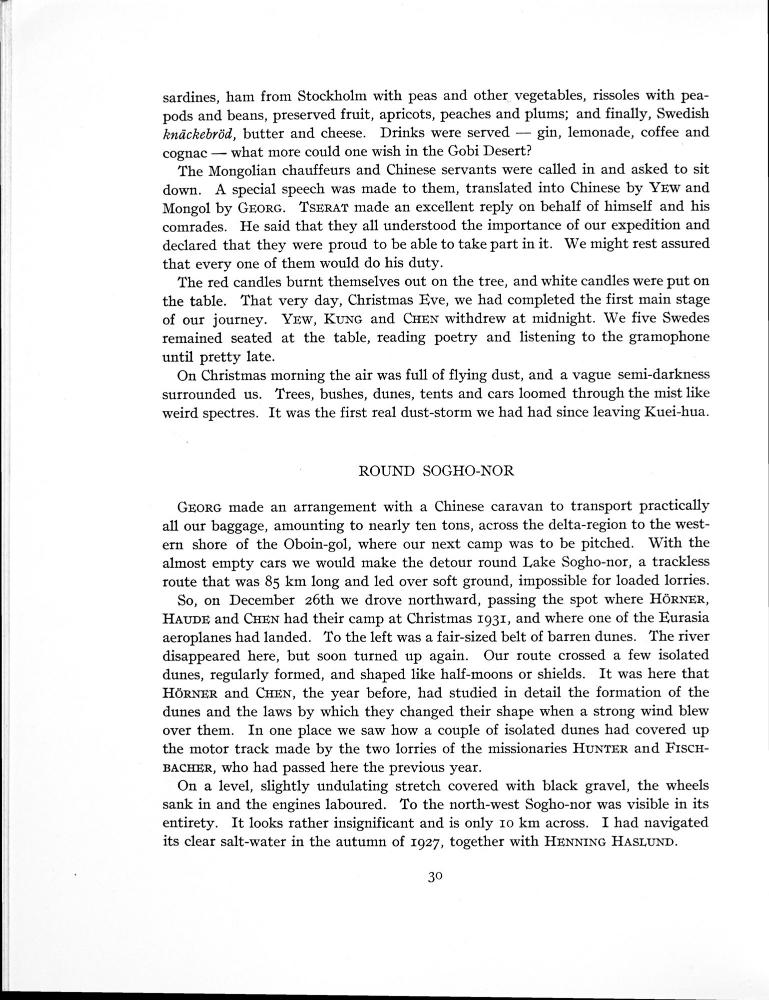 sardines, ham from Stockholm with peas and other vegetables, rissoles with pea-
pods and beans, preserved fruit, apricots, peaches and plums; and finally, Swedish
knäckebröd, butter and cheese. Drinks were served — gin, lemonade, coffee and
cognac — what more could one wish in the Gobi Desert?
The Mongolian chauffeurs and Chinese servants were called in and asked to sit
down. A special speech was made to them, translated into Chinese by YEW and
Mongol by GEORG. TSERAT made an excellent reply on behalf of himself and his
comrades. He said that they all understood the importance of our expedition and
declared that they were proud to be able to take part in it. We might rest assured
that every one of them would do his duty.
The red candles burnt themselves out on the tree, and white candles were put on
the table. That very day, Christmas Eve, we had completed the first main stage
of our journey. YEW, KUNG and CHEN withdrew at midnight. We five Swedes
remained seated at the table, reading poetry and listening to the gramophone
until pretty late.
On Christmas morning the air was full of flying dust, and a vague semi-darkness
surrounded us. Trees, bushes, dunes, tents and cars loomed through the mist like
weird spectres. It was the first real dust-storm we had had since leaving Kuei-hua.
ROUND SOGHO-NOR
GEORG made an arrangement with a Chinese caravan to transport practically
all our baggage, amounting to nearly ten tons, across the delta-region to the west-
ern shore of the Oboin-gol, where our next camp was to be pitched. With the
almost empty cars we would make the detour round Lake Sogho-nor, a trackless
route that was 85 km long and led over soft ground, impossible for loaded lorries.
So, on December 26th we drove northward, passing the spot where HÖRNER,
HAUDE and CHEN had their camp at Christmas 1931, and where one of the Eurasia
aeroplanes had landed. To the left was a fair-sized belt of barren dunes. The river
disappeared here, but soon turned up again. Our route crossed a few isolated
dunes, regularly formed, and shaped like half-moons or shields. It was here that
HÖRNER and CHEN, the year before, had studied in detail the formation of the
dunes and the laws by which they changed their shape when a strong wind blew
over them. In one place we saw how a couple of isolated dunes had covered up
the motor track made by the two lorries of the missionaries HUNTER and FISCH-
BACHER, who had passed here the previous year.
On a level, slightly undulating stretch covered with black gravel, the wheels
sank in and the engines laboured. To the north-west Sogho-nor was visible in its
entirety. It looks rather insignificant and is only 10 km across. I had navigated
its clear salt-water in the autumn of 1927, together with HENNING HASLUND.
30